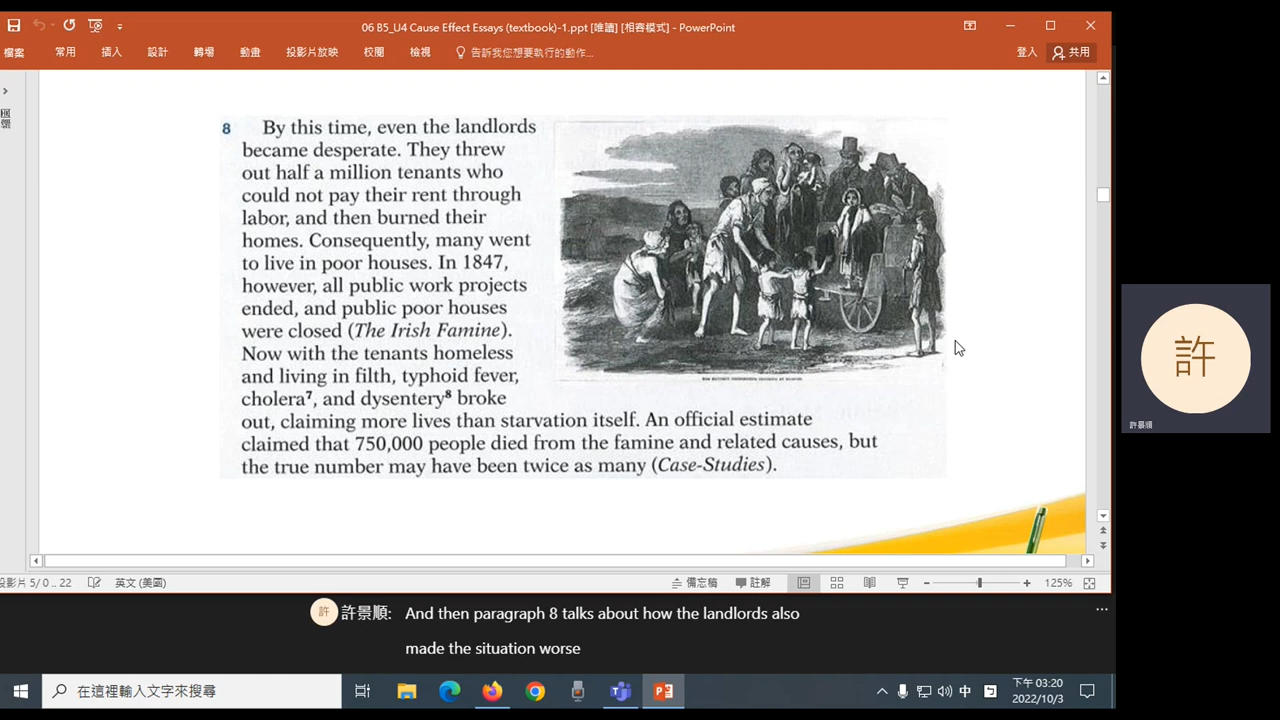 06 B5_U4 Cause Effect Essays (textbook)-1.ppt [唯讀] [相容模式] - PowerPoint
檔案 常用 插入 設計 轉場 動畫 投影片放映 校閱 檢視 告訴我您想要執行的動作... 登入 共用
8 By this time, even the landlords
became desperate. They threw
out half a million tenants who
could not pay their rent through
labor, and then burned their
homes. Consequently, many went
to live in poor houses. In 1847,
however, all public work projects
ended, and public poor houses
were closed (The Irish Famine).
Now with the tenants homeless
and living in filth, typhoid fever,
cholera⁷, and dysentery⁸ broke
out, claiming more lives than starvation itself. An official estimate
claimed that 750,000 people died from the famine and related causes, but
the true number may have been twice as many (Case-Studies).
許
許景順
投影片 5/0 .. 22 英文 (美國) 備忘稿 註解 125%
許 許景順: And then paragraph 8 talks about how the landlords also
made the situation worse
在這裡輸入文字來搜尋
中
下午 03:20
2022/10/3